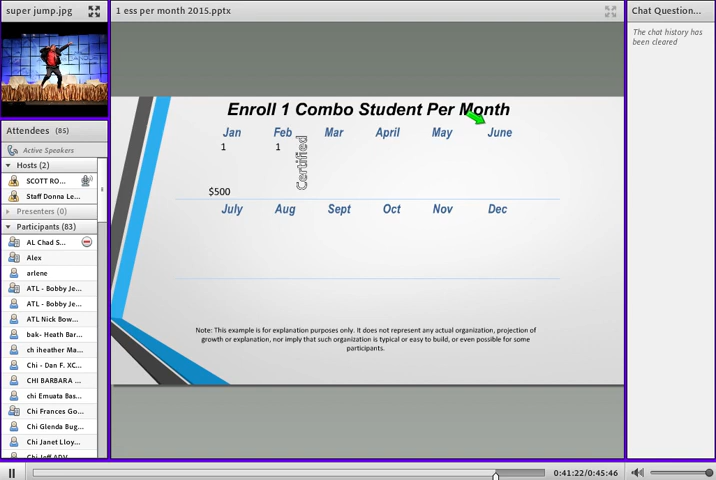 super jump.jpg
1 ess per month 2015.pptx
Chat Question...
The chat history has
been cleared
Attendees (85)
Active Speakers
Hosts (2)
SCOTT RO...
Staff Donna Le...
Presenters (0)
Participants (83)
AL Chad S...
Alex
arlene
ATL - Bobby Je...
ATL - Bobby Je...
ATL Nick Bow...
bak- Heath Bar...
ch iheather Ma...
Chi - Dan F. XC...
CHI BARBARA ...
chi Emuata Bas...
Chi Frances Go...
Chi Glenda Bug...
Chi Janet Lloy...
Enroll 1 Combo Student Per Month
Jan Feb Mar April May June
1 1
Certified
$500
July Aug Sept Oct Nov Dec
Note: This example is for explanation purposes only. It does not represent any actual organization, projection of
growth or explanation, nor imply that such organization is typical or easy to build, or even possible for some
participants.
0:41:22/0:45:46